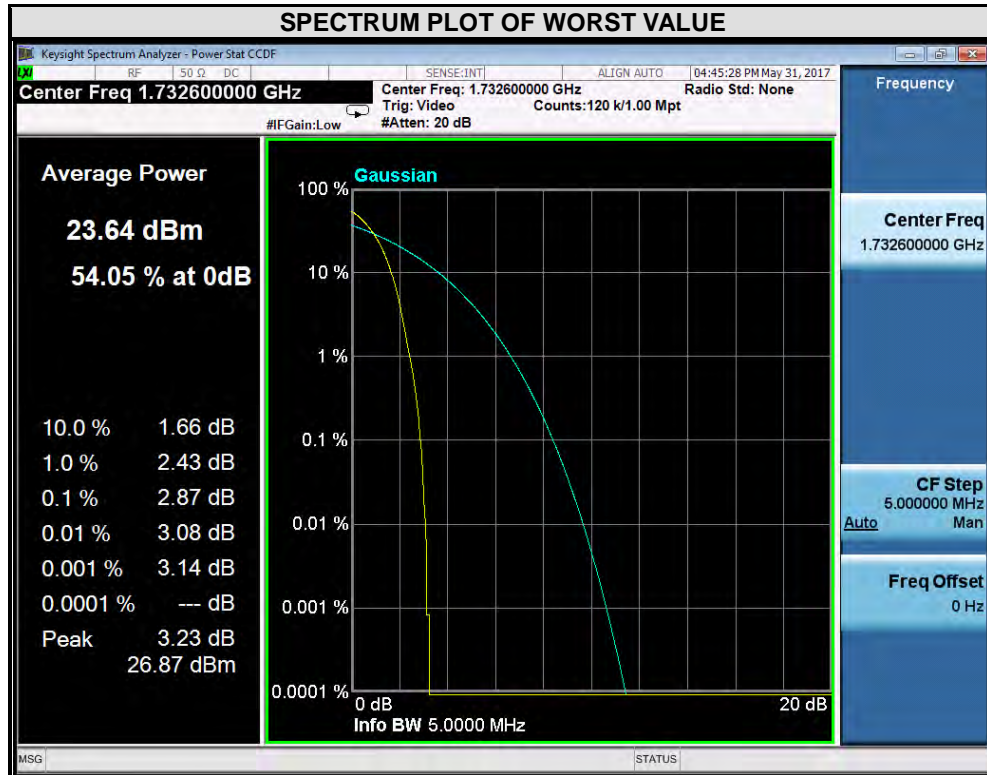 SPECTRUM PLOT OF WORST VALUE
Keysight Spectrum Analyzer - Power Stat CCDF
LXI RF 50 Ω DC SENSE:INT ALIGN AUTO 04:45:28 PM May 31, 2017
Center Freq 1.732600000 GHz
Center Freq: 1.732600000 GHz Radio Std: None
Trig: Video Counts:120 k/1.00 Mpt
#IFGain:Low #Atten: 20 dB
Average Power
23.64 dBm
54.05 % at 0dB
10.0 % 1.66 dB
1.0 % 2.43 dB
0.1 % 2.87 dB
0.01 % 3.08 dB
0.001 % 3.14 dB
0.0001 % --- dB
Peak 3.23 dB
26.87 dBm
Gaussian
100 %
10 %
1 %
0.1 %
0.01 %
0.001 %
0.0001 %
0 dB 20 dB
Info BW 5.0000 MHz
Frequency
Center Freq
1.732600000 GHz
CF Step
5.000000 MHz
Auto Man
Freq Offset
0 Hz
MSG STATUS